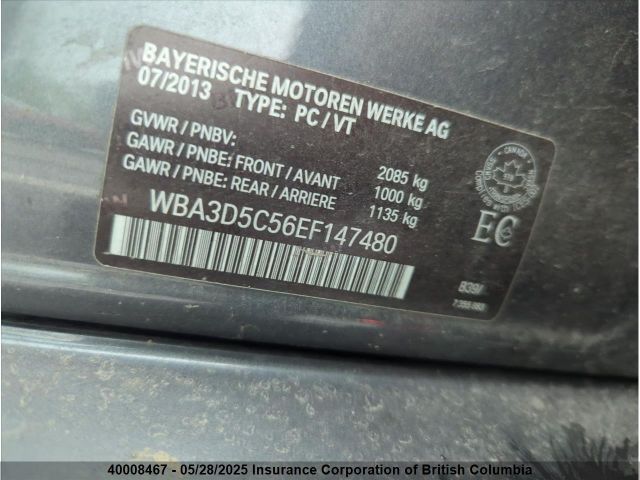 BAYERISCHE MOTOREN WERKE AG
07/2013 TYPE: PC / VT
GVWR / PNBV: 2085 kg
GAWR / PNBE: FRONT / AVANT 1000 kg
GAWR / PNBE: REAR / ARRIERE 1135 kg
WBA3D5C56EF147480
CANADA
EC
B39/
40008467 - 05/28/2025 Insurance Corporation of British Columbia